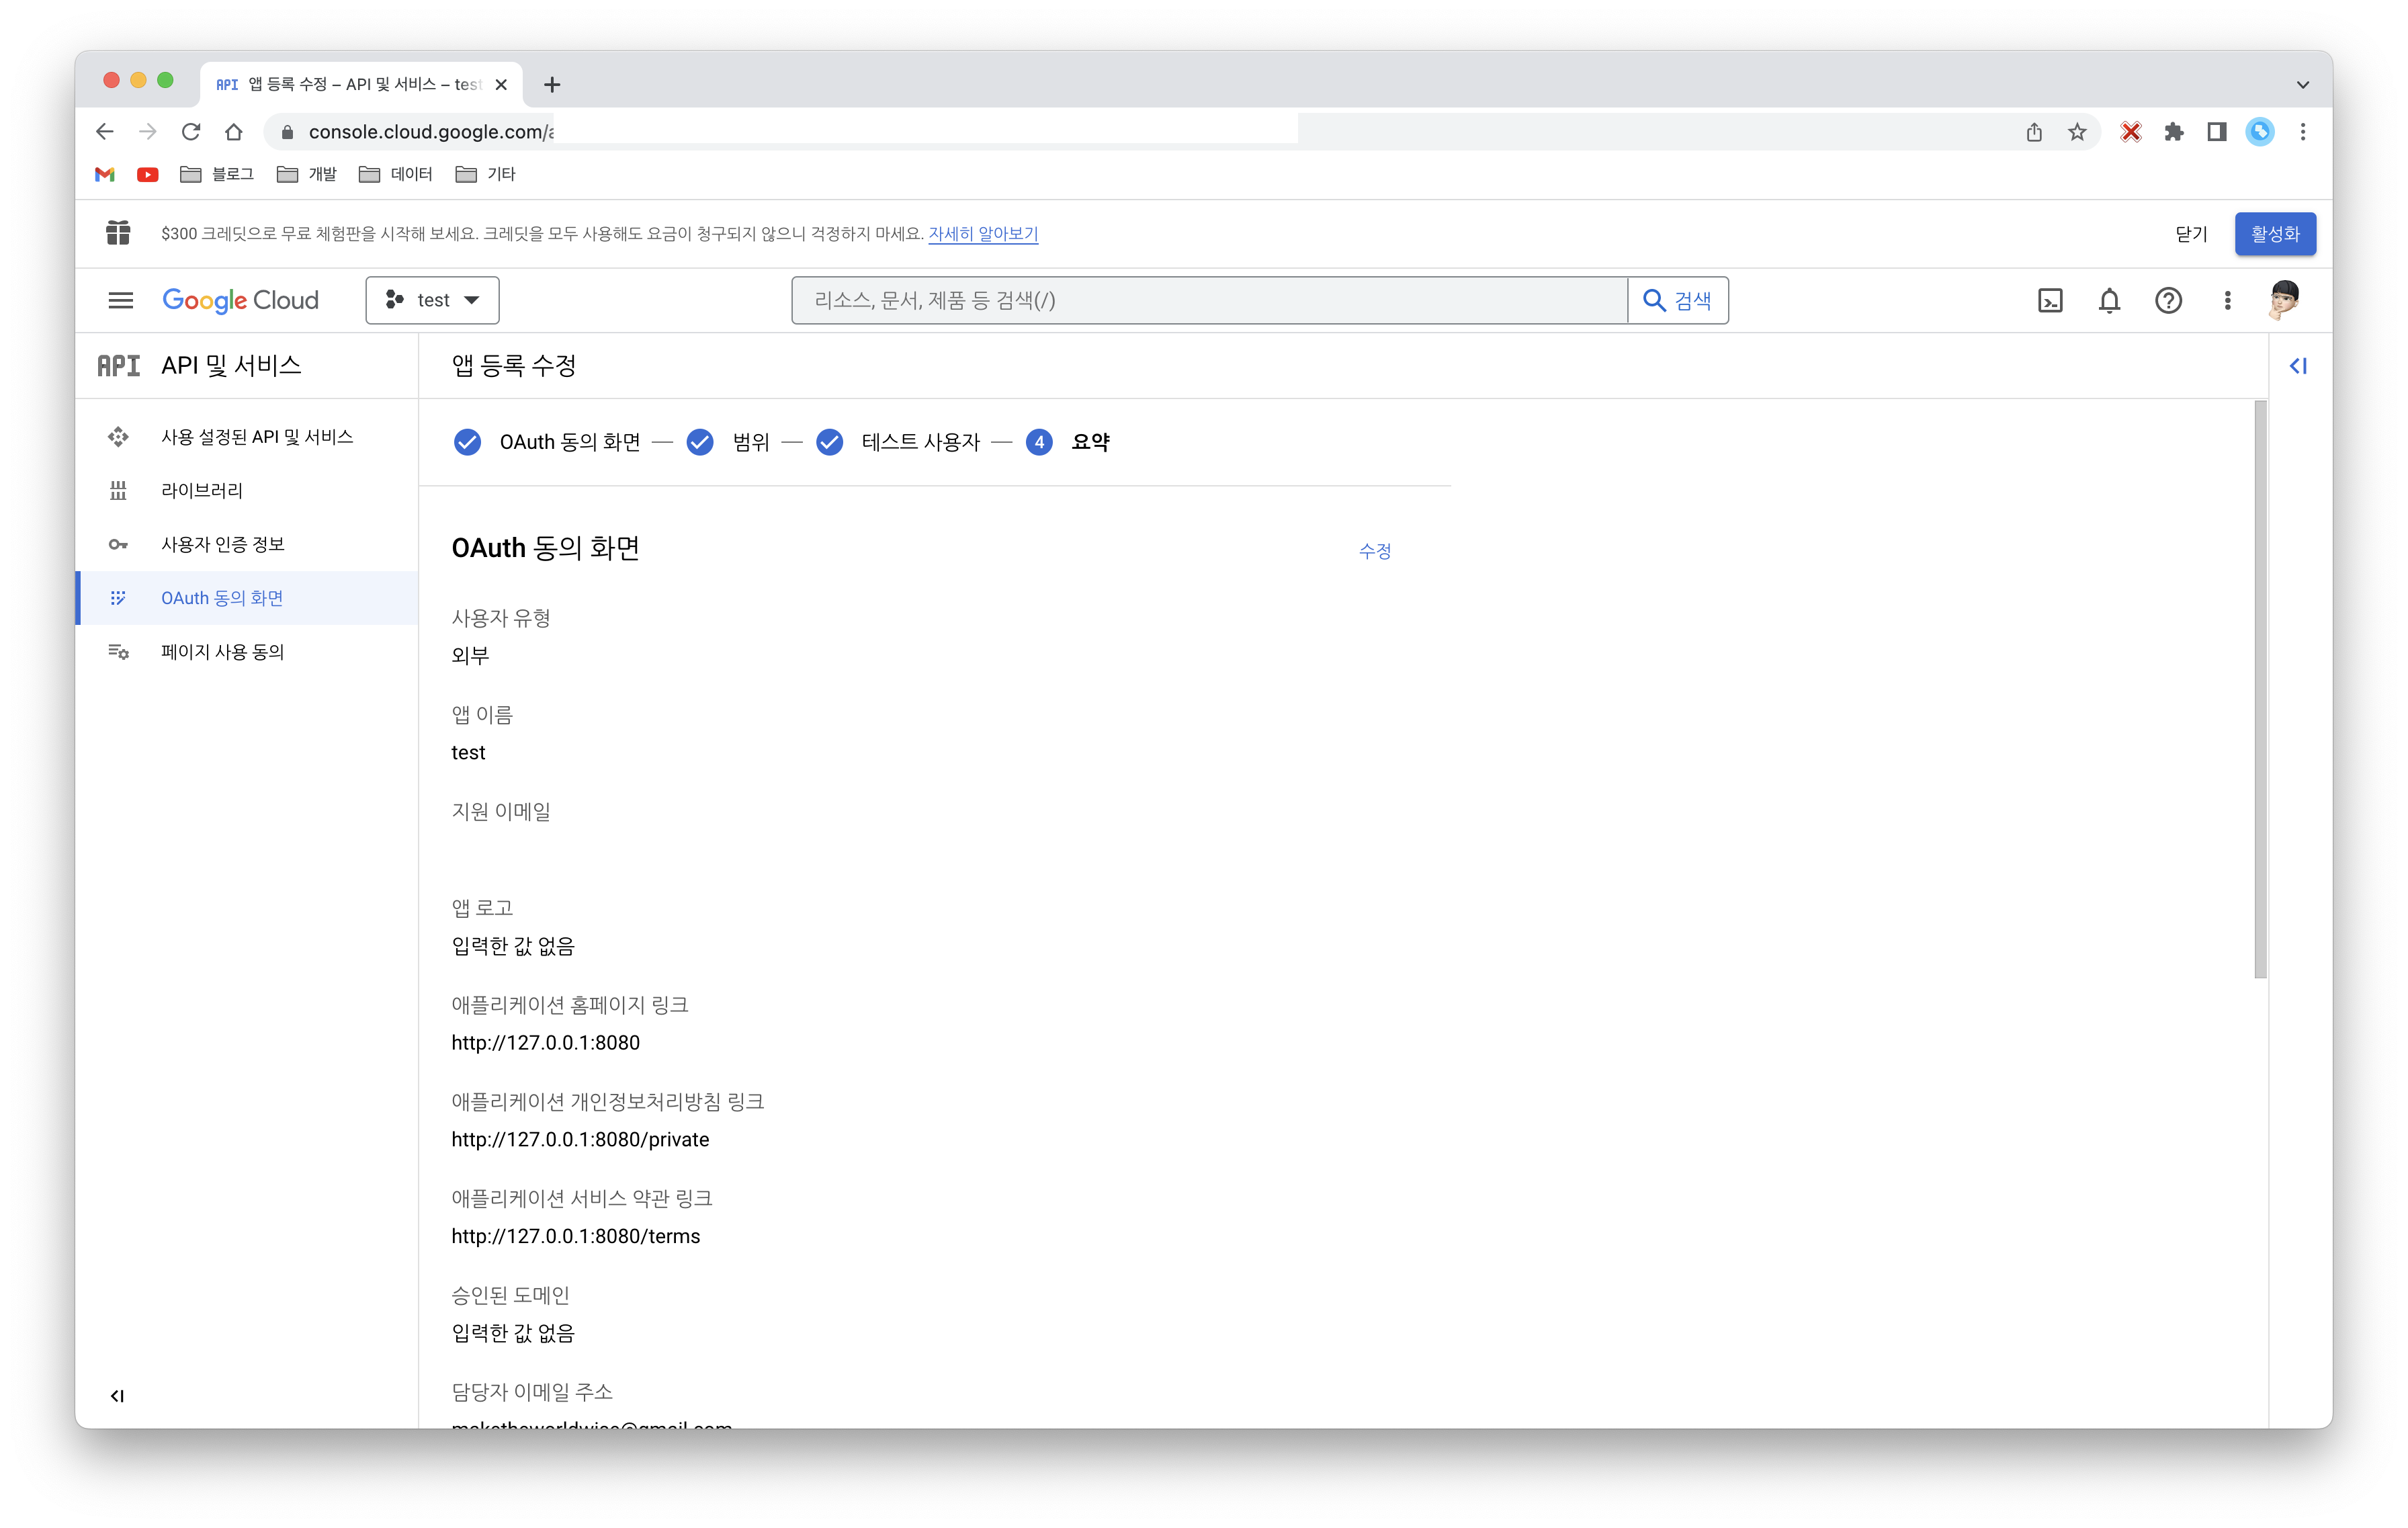 API 앱 등록 수정 – API 및 서비스 – test
console.cloud.google.com/a
블로그 개발 데이터 기타
$300 크레딧으로 무료 체험판을 시작해 보세요. 크레딧을 모두 사용해도 요금이 청구되지 않으니 걱정하지 마세요. 자세히 알아보기 닫기 활성화
Google Cloud test 리소스, 문서, 제품 등 검색(/) 검색
API API 및 서비스
사용 설정된 API 및 서비스
라이브러리
사용자 인증 정보
OAuth 동의 화면
페이지 사용 동의
앱 등록 수정
OAuth 동의 화면 — 범위 — 테스트 사용자 — 4 요약
OAuth 동의 화면 수정
사용자 유형
외부
앱 이름
test
지원 이메일
앱 로고
입력한 값 없음
애플리케이션 홈페이지 링크
http://127.0.0.1:8080
애플리케이션 개인정보처리방침 링크
http://127.0.0.1:8080/private
애플리케이션 서비스 약관 링크
http://127.0.0.1:8080/terms
승인된 도메인
입력한 값 없음
담당자 이메일 주소
maketheworldwise@gmail.com